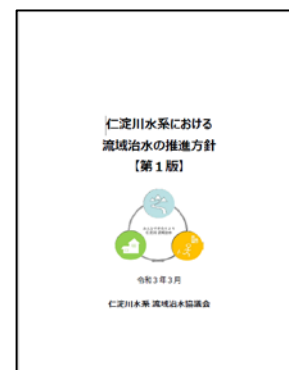 仁淀川水系における
流域治水の推進方針
【第1版】
令和3年3月
仁淀川水系 流域治水協議会